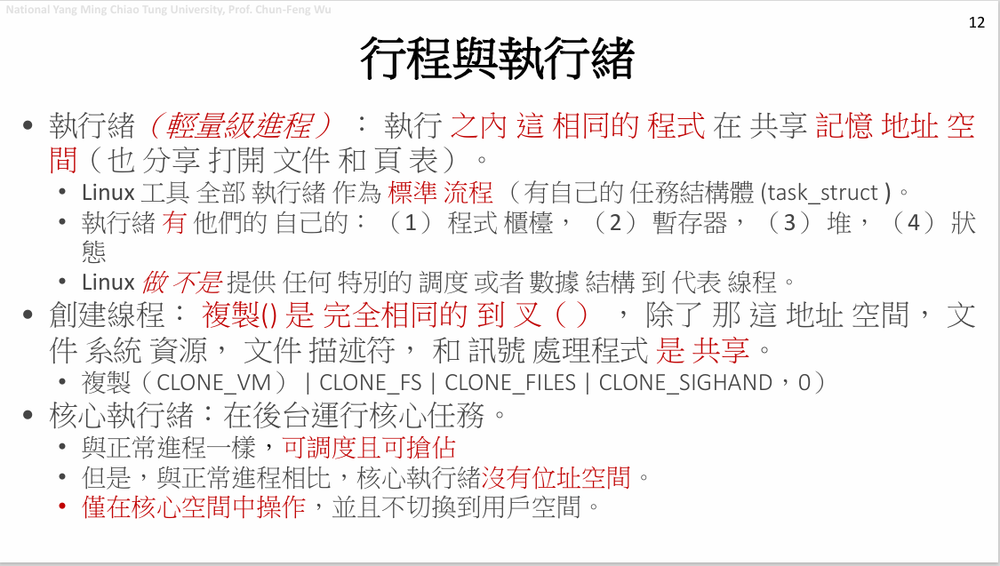 National Yang Ming Chiao Tung University, Prof. Chun-Feng Wu
12
行程與執行緒
• 執行緒（輕量級進程）： 執行 之內 這 相同的 程式 在 共享 記憶 地址 空
間（也 分享 打開 文件 和 頁 表）。
• Linux 工具 全部 執行緒 作為 標準 流程 （有自己的 任務結構體 (task_struct )。
• 執行緒 有 他們的 自己的：（1）程式 櫃檯，（2）暫存器，（3）堆，（4）狀
態
• Linux 做 不是 提供 任何 特別的 調度 或者 數據 結構 到 代表 線程。
• 創建線程： 複製() 是 完全相同的 到 叉（ ）， 除了 那 這 地址 空間， 文
件 系統 資源， 文件 描述符， 和 訊號 處理程式 是 共享。
• 複製（CLONE_VM） | CLONE_FS | CLONE_FILES | CLONE_SIGHAND，0）
• 核心執行緒：在後台運行核心任務。
• 與正常進程一樣，可調度且可搶佔
• 但是，與正常進程相比，核心執行緒沒有位址空間。
• 僅在核心空間中操作，並且不切換到用戶空間。